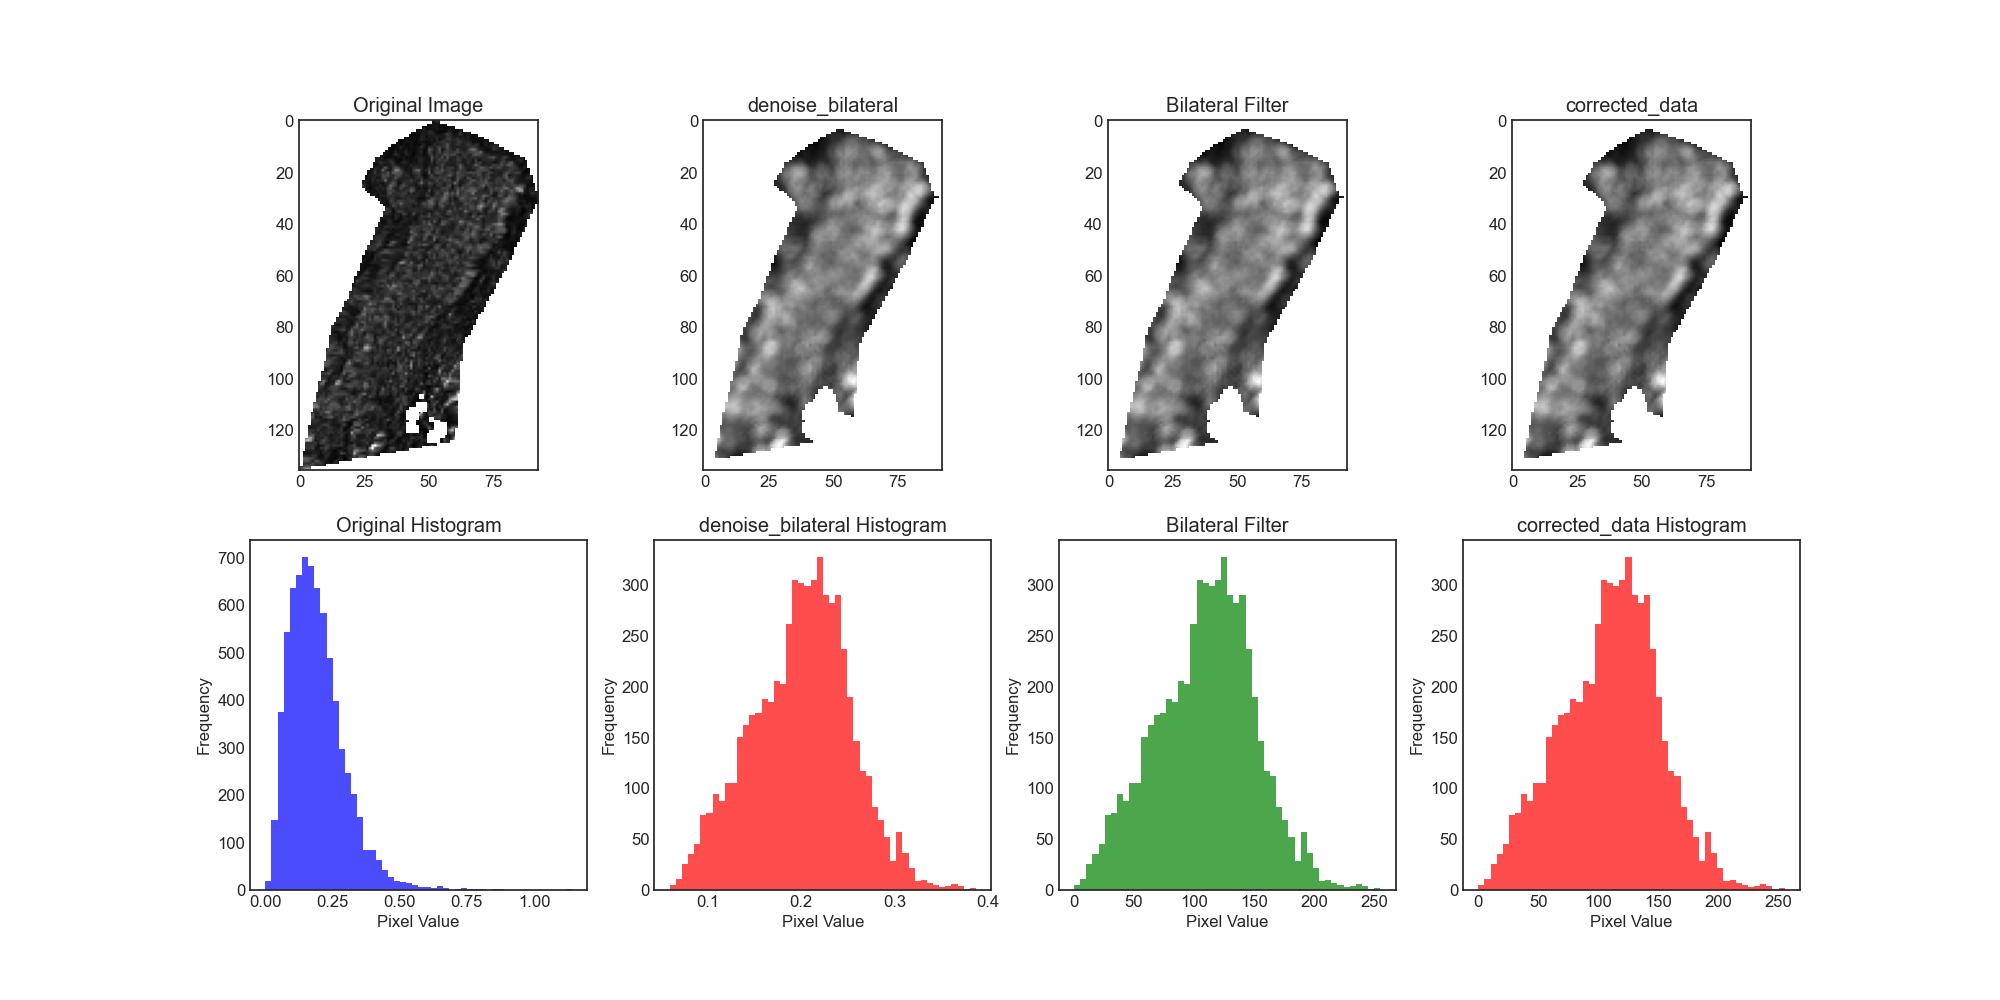 Original Image
denoise_bilateral
Bilateral Filter
corrected_data
0
20
40
60
80
100
120
0 25 50 75
0
20
40
60
80
100
120
0 25 50 75
0
20
40
60
80
100
120
0 25 50 75
0
20
40
60
80
100
120
0 25 50 75
Original Histogram
700
600
500
400
300
200
100
0
Frequency
0.00 0.25 0.50 0.75 1.00
Pixel Value
denoise_bilateral Histogram
300
250
200
150
100
50
0
Frequency
0.1 0.2 0.3 0.4
Pixel Value
Bilateral Filter
300
250
200
150
100
50
0
Frequency
0 50 100 150 200 250
Pixel Value
corrected_data Histogram
300
250
200
150
100
50
0
Frequency
0 50 100 150 200 250
Pixel Value